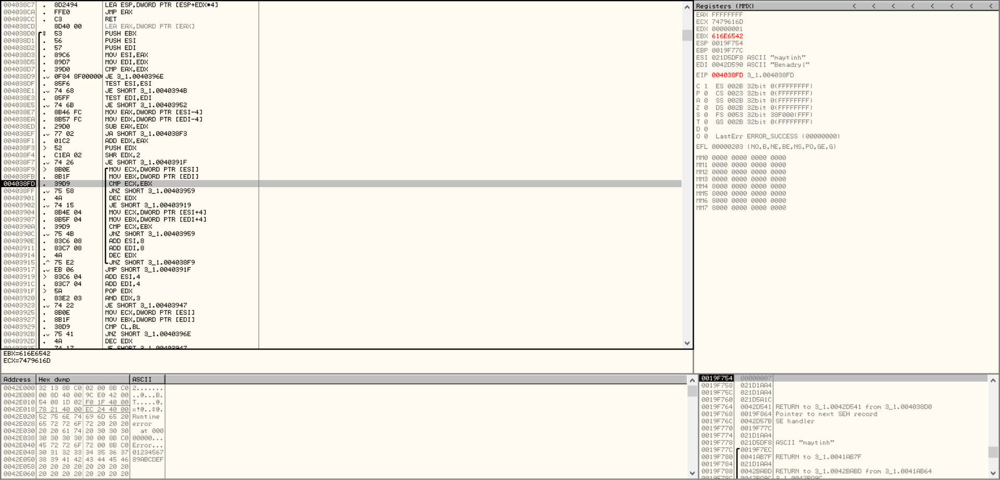 004038C7 . 8D2494 LEA ESP,DWORD PTR [ESP+EDX*4]
004038CA . FFE0 JMP EAX
004038CC . C3 RET
004038CD 8D40 00 LEA EAX,DWORD PTR [EAX]
004038D0 $ 53 PUSH EBX
004038D1 . 56 PUSH ESI
004038D2 . 57 PUSH EDI
004038D3 . 89C6 MOV ESI,EAX
004038D5 . 89D7 MOV EDI,EDX
004038D7 . 39D0 CMP EAX,EDX
004038D9 .v 0F84 8F00000 JE 3_1.0040396E
004038DF . 85F6 TEST ESI,ESI
004038E1 .v 74 68 JE SHORT 3_1.0040394B
004038E3 . 85FF TEST EDI,EDI
004038E5 .v 74 6B JE SHORT 3_1.00403952
004038E7 . 8B46 FC MOV EAX,DWORD PTR [ESI-4]
004038EA . 8B57 FC MOV EDX,DWORD PTR [EDI-4]
004038ED . 29D0 SUB EAX,EDX
004038EF .v 77 02 JA SHORT 3_1.004038F3
004038F1 . 01C2 ADD EDX,EAX
004038F3 > 52 PUSH EDX
004038F4 . C1EA 02 SHR EDX,2
004038F7 .v 74 26 JE SHORT 3_1.0040391F
004038F9 > 8B0E MOV ECX,DWORD PTR [ESI]
004038FB . 8B1F MOV EBX,DWORD PTR [EDI]
004038FD . 39D9 CMP ECX,EBX
004038FF .v 75 58 JNZ SHORT 3_1.00403959
00403901 . 4A DEC EDX
00403902 .v 74 15 JE SHORT 3_1.00403919
00403904 . 8B4E 04 MOV ECX,DWORD PTR [ESI+4]
00403907 . 8B5F 04 MOV EBX,DWORD PTR [EDI+4]
0040390A . 39D9 CMP ECX,EBX
0040390C .v 75 4B JNZ SHORT 3_1.00403959
0040390E . 83C6 08 ADD ESI,8
00403911 . 83C7 08 ADD EDI,8
00403914 . 4A DEC EDX
00403915 .^ 75 E2 JNZ SHORT 3_1.004038F9
00403917 .v EB 06 JMP SHORT 3_1.0040391F
00403919 > 83C6 04 ADD ESI,4
0040391C . 83C7 04 ADD EDI,4
0040391F > 5A POP EDX
00403920 . 83E2 03 AND EDX,3
00403923 .v 74 22 JE SHORT 3_1.00403947
00403925 . 8B0E MOV ECX,DWORD PTR [ESI]
00403927 . 8B1F MOV EBX,DWORD PTR [EDI]
00403929 . 38D9 CMP CL,BL
0040392B .v 75 41 JNZ SHORT 3_1.0040396E
0040392D . 4A DEC EDX
0040392E .v 74 17 JE SHORT 3_1.00403947
EBX=616E6542
ECX=7479616D
Registers (MMX) < < < < < < < <
EAX FFFFFFFF
ECX 7479616D
EDX 00000001
EBX 616E6542
ESP 0019F754
EBP 0019F77C
ESI 021D5DF8 ASCII "maytinh"
EDI 0042D590 ASCII "Benadryl"
EIP 004038FD 3_1.004038FD
C 1 ES 002B 32bit 0(FFFFFFFF)
P 0 CS 0023 32bit 0(FFFFFFFF)
A 0 SS 002B 32bit 0(FFFFFFFF)
Z 0 DS 002B 32bit 0(FFFFFFFF)
S 0 FS 0053 32bit 38F000(FFF)
T 0 GS 002B 32bit 0(FFFFFFFF)
D 0
O 0 LastErr ERROR_SUCCESS (00000000)
EFL 00000203 (NO,B,NE,BE,NS,PO,GE,G)
MM0 0000 0000 0000 0000
MM1 0000 0000 0000 0000
MM2 0000 0000 0000 0000
MM3 0000 0000 0000 0000
MM4 8000 0000 0000 0000
MM5 8000 0000 0000 0000
MM6 8000 0000 0000 0000
MM7 8000 0000 0000 0000
Address Hex dump ASCII
0042E000 32 13 8B C0 02 00 8B C0 2.......
0042E008 00 8D 40 00 9C E0 42 00 ..@...B.
0042E010 54 08 1D 02 F0 1F 40 00 T.....@.
0042E018 78 21 40 00 EC 24 40 00 x!@..$@.
0042E020 52 75 6E 74 69 6D 65 20 Runtime
0042E028 65 72 72 6F 72 20 20 20 error
0042E030 20 20 61 74 20 30 30 30 at 000
0042E038 30 30 30 30 30 00 8B C0 00000...
0042E040 45 72 72 6F 72 00 8B C0 Error...
0042E048 30 31 32 33 34 35 36 37 01234567
0042E050 38 39 41 42 43 44 45 46 89ABCDEF
0042E058 20 20 20 20 20 20 20 20
0042E060 20 20 20 20 20 20 20 20
0019F754 00000007
0019F758 021D1AA4
0019F75C 021D1AA4
0019F760 021D5A1C
0019F764 0042D541 RETURN to 3_1.0042D541 from 3_1.004038D0
0019F768 0019F864 Pointer to next SEH record
0019F76C 0042D57B SE handler
0019F770 0019F77C
0019F774 021D1AA4
0019F778 021D5DF8 ASCII "maytinh"
0019F77C 0019F7EC
0019F780 0041AB7F RETURN to 3_1.0041AB7F
0019F784 021D1AA4
0019F788 0042BABD RETURN to 3_1.0042BABD from 3_1.0041AB64